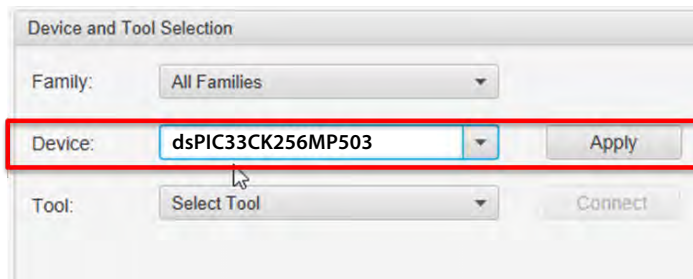 Device and Tool Selection
Family: All Families
Device: dsPIC33CK256MP503 Apply
Tool: Select Tool Connect